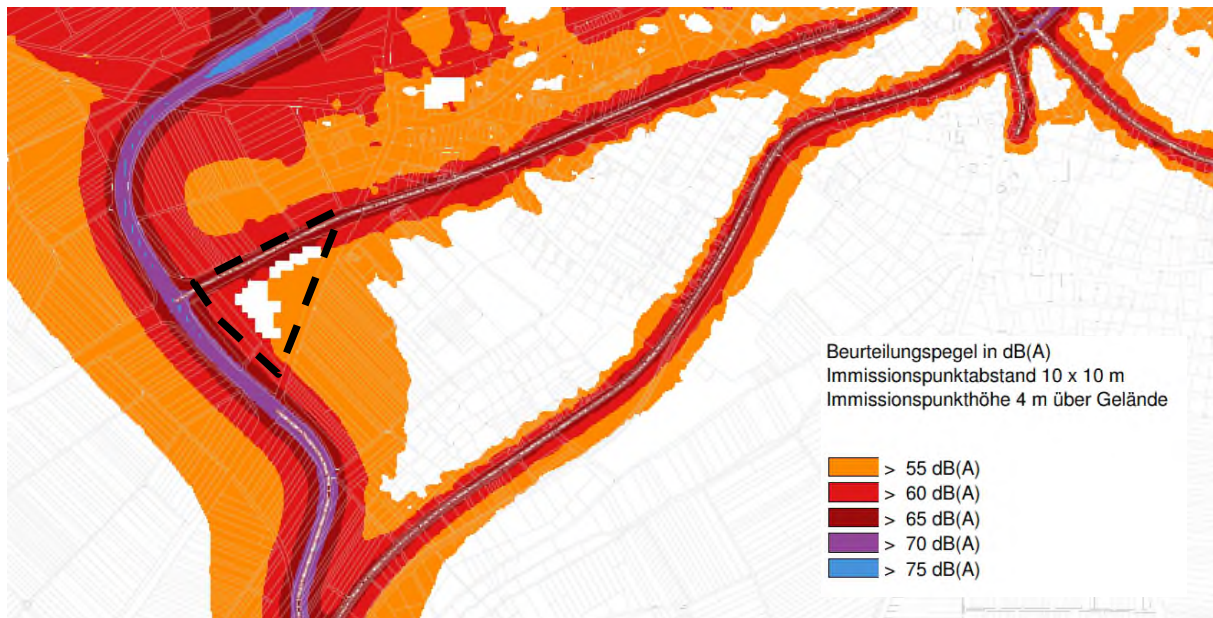 Beurteilungspegel in dB(A)
Immissionspunktabstand 10 x 10 m
Immissionspunkthöhe 4 m über Gelände
> 55 dB(A)
> 60 dB(A)
> 65 dB(A)
> 70 dB(A)
> 75 dB(A)